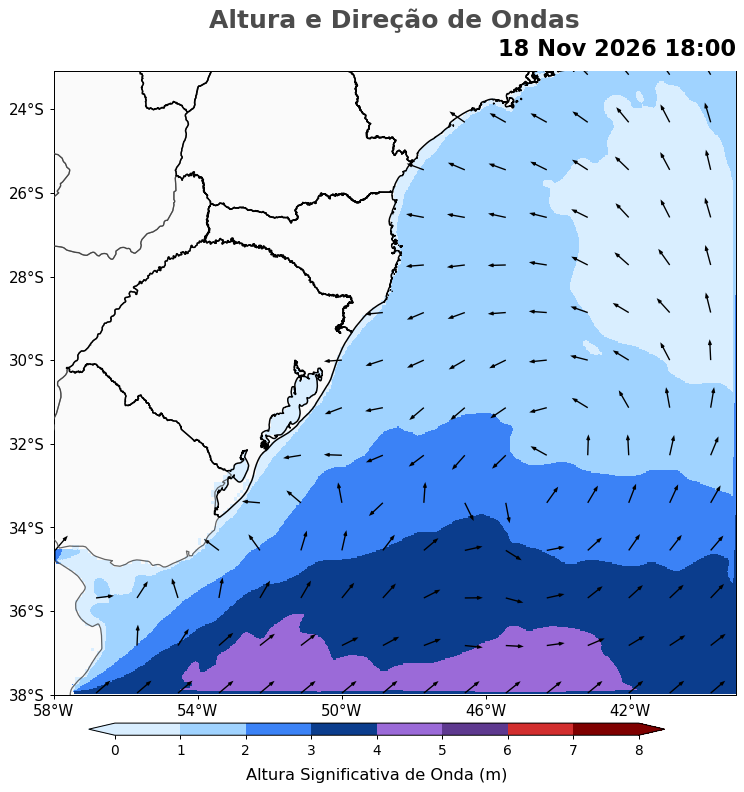 Altura e Direção de Ondas
18 Nov 2026 18:00
24°S
26°S
28°S
30°S
32°S
34°S
36°S
38°S
58°W 54°W 50°W 46°W 42°W
0 1 2 3 4 5 6 7 8
Altura Significativa de Onda (m)